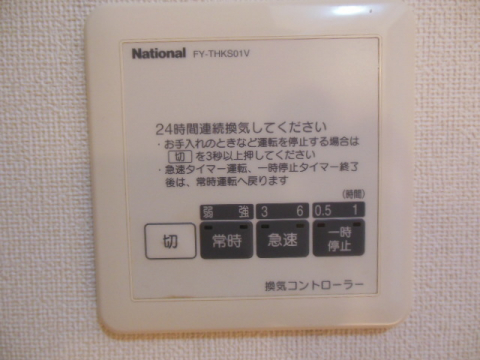 National FY-THKS01V
24時間連続換気してください
・お手入れのときなど運転を停止する場合は
切 を3秒以上押してください
・急速タイマー運転、一時停止タイマー終了
後は、常時運転へ戻ります
(時間)
弱 強 3 6 0.5 1
切 常時 急速 一時
停止
換気コントローラー